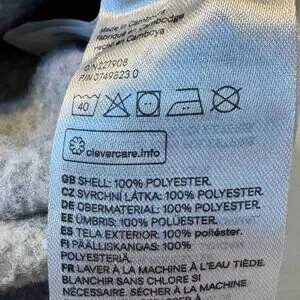 Made in Cambodia
Fabriqué en Cambodge
Hecho en Camboya
G/N 227908
P/N 0749823 0
40
clevercare.info
GB SHELL: 100% POLYESTER.
CZ SVRCHNÍ LÁTKA: 100% POLYESTER.
DE OBERMATERIAL: 100% POLYESTER.
EE ÜMBRIS: 100% POLÜESTER.
ES TELA EXTERIOR: 100% poliéster.
FI PÄÄLLISKANGAS: 100%
POLYESTERIÄ.
FR LAVER À LA MACHINE À L'EAU TIÈDE.
BLANCHIR SANS CHLORE SI
NÉCESSAIRE. SÉCHER À LA MACHINE